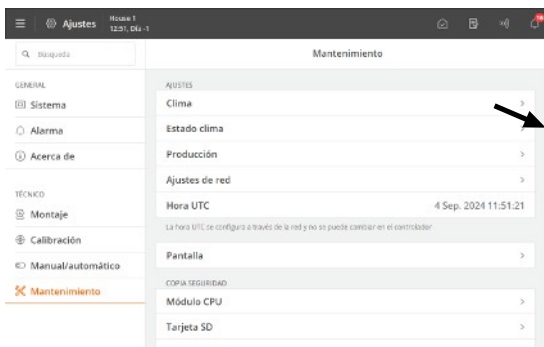 Ajustes
House 1
12:51, Día -1
Búsqueda
GENERAL
Sistema
Alarma
Acerca de
TÉCNICO
Montaje
Calibración
Manual/automático
Mantenimiento
Mantenimiento
AJUSTES
Clima
Estado clima
Producción
Ajustes de red
Hora UTC 4 Sep. 2024 11:51:21
La hora UTC se configura a través de la red y no se puede cambiar en el controlador
Pantalla
COPIA SEGURIDAD
Módulo CPU
Tarjeta SD